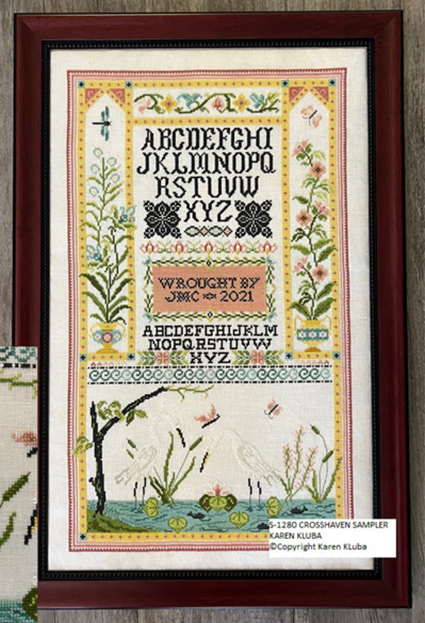 ABCDEFGHI
JKLMNOPQ
RSTUVW
XYZ
WROUGHT BY
JMC 2021
ABCDEFGHIJKLM
NOPQRSTUVW
XYZ
S-1280 CROSSHAVEN SAMPLER
KAREN KLUBA
©Copyright Karen KLuba